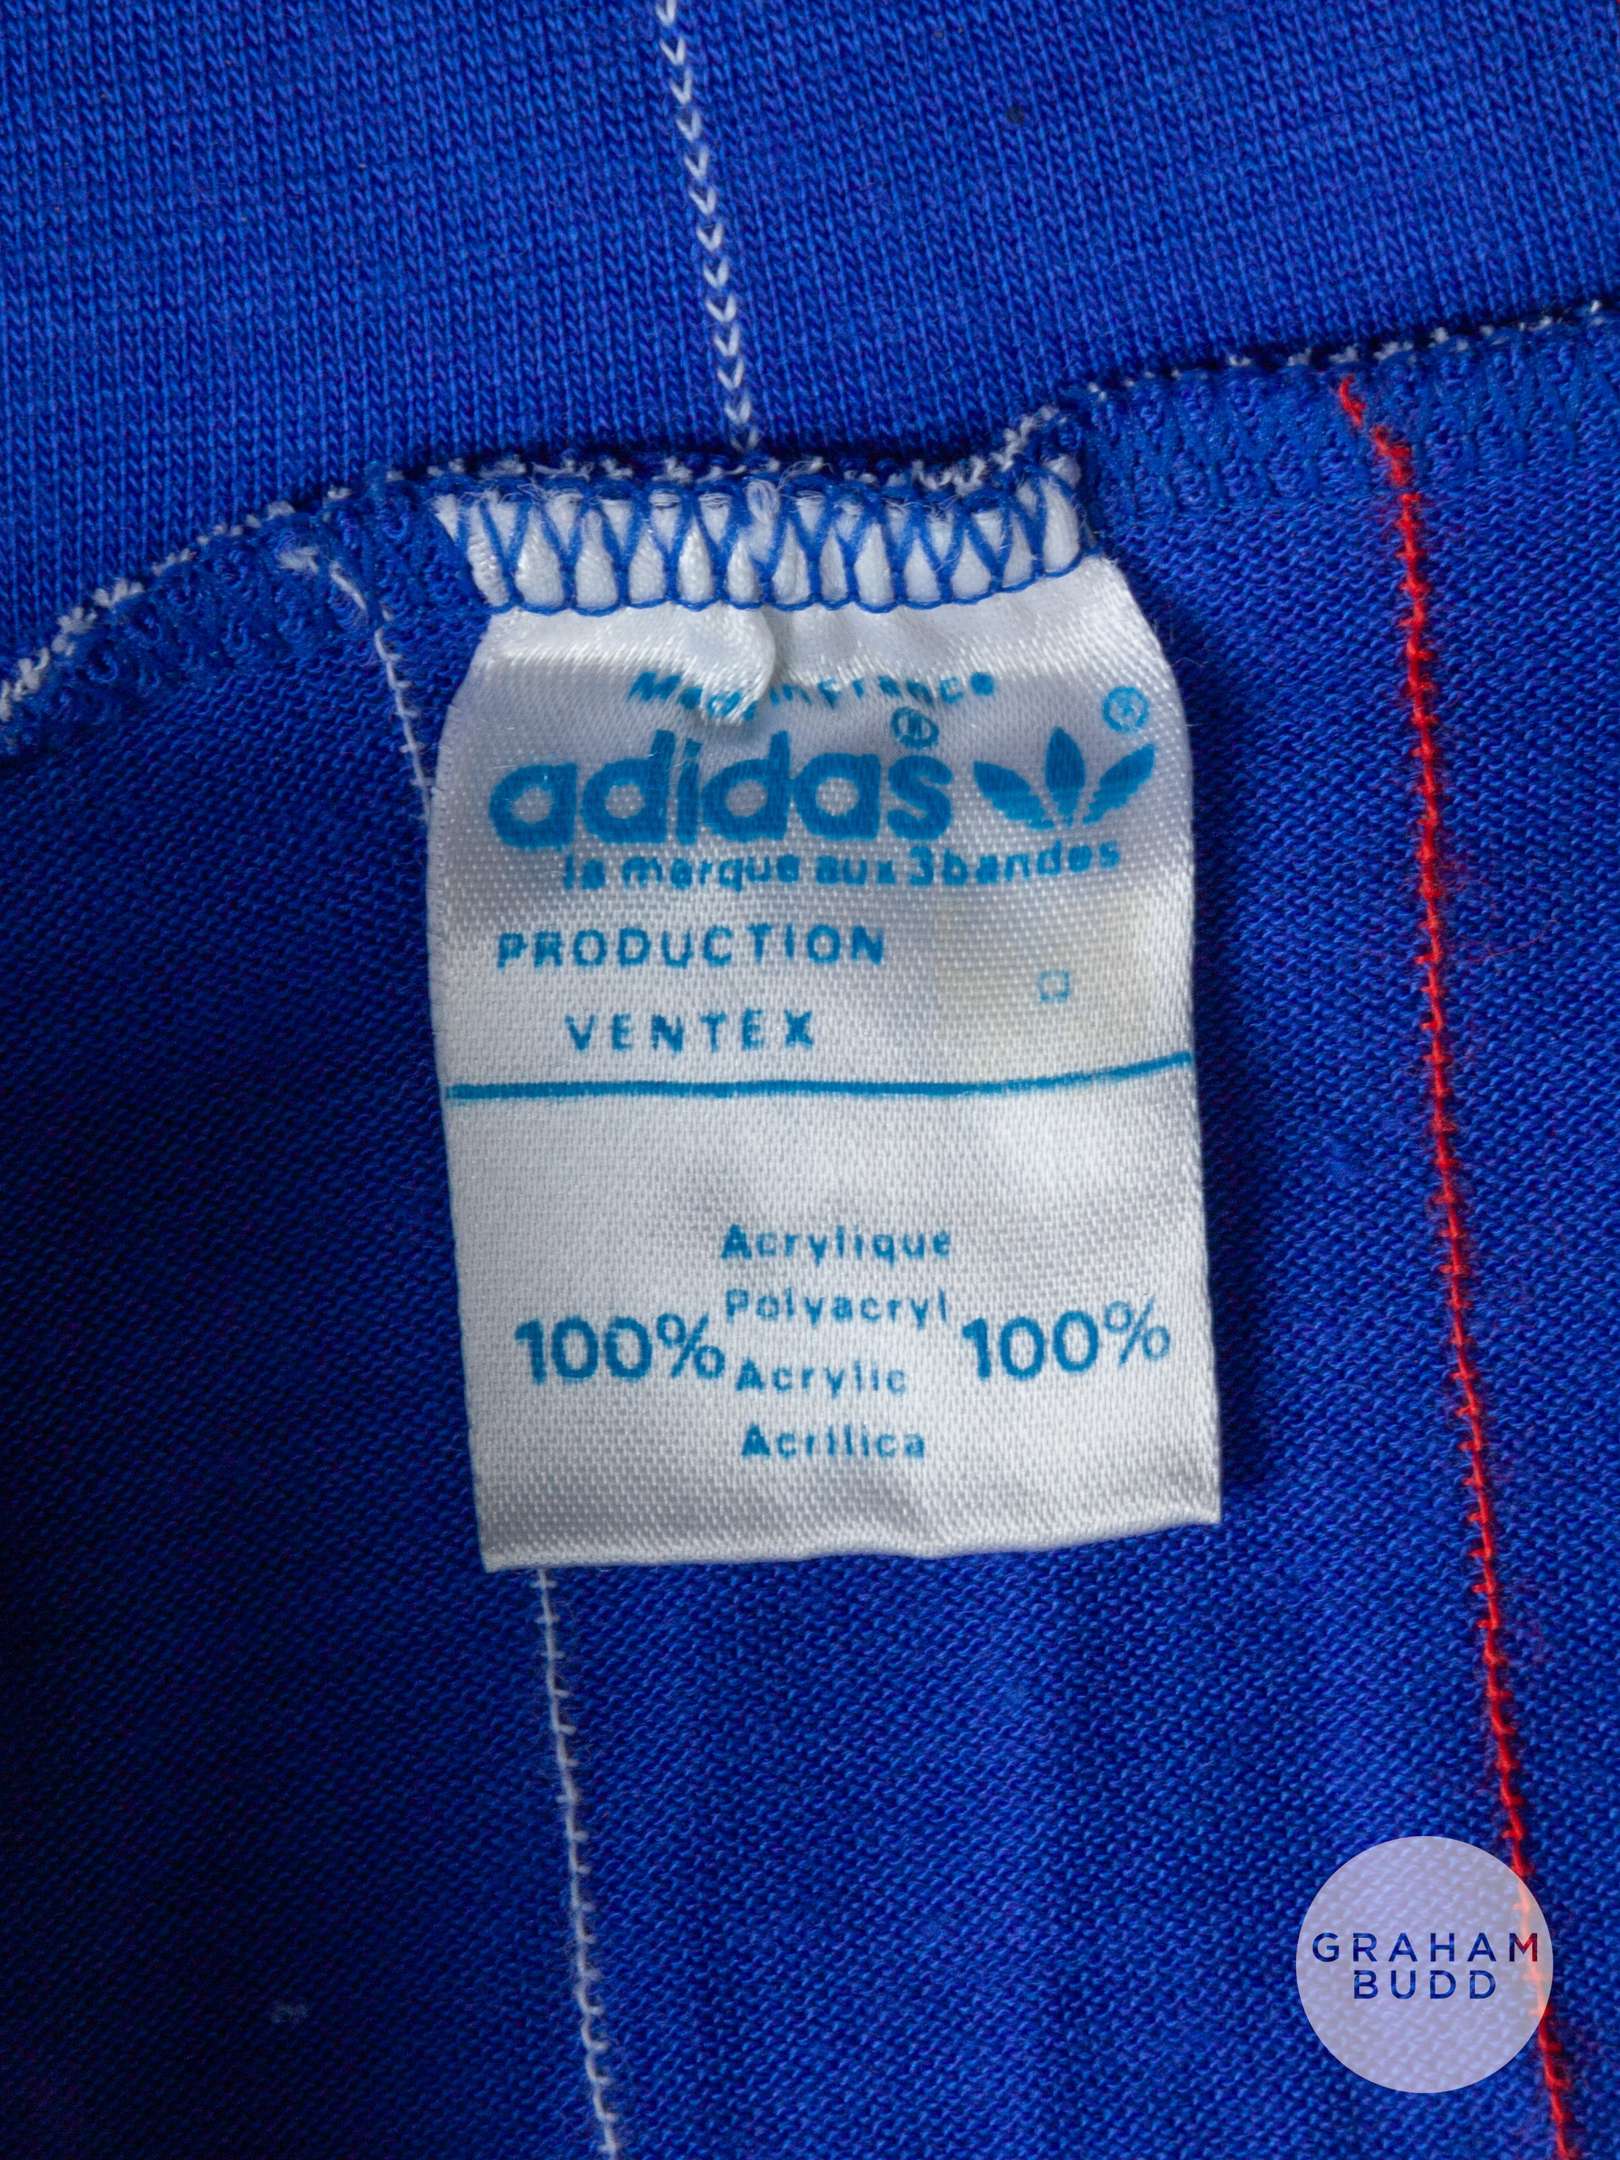 Made in France
adidas®
®
la marque aux 3 bandes
PRODUCTION
VENTEX
Acrylique
Polyacryl
100% 100%
Acrylic
Acrilica
GRAHAM
BUDD